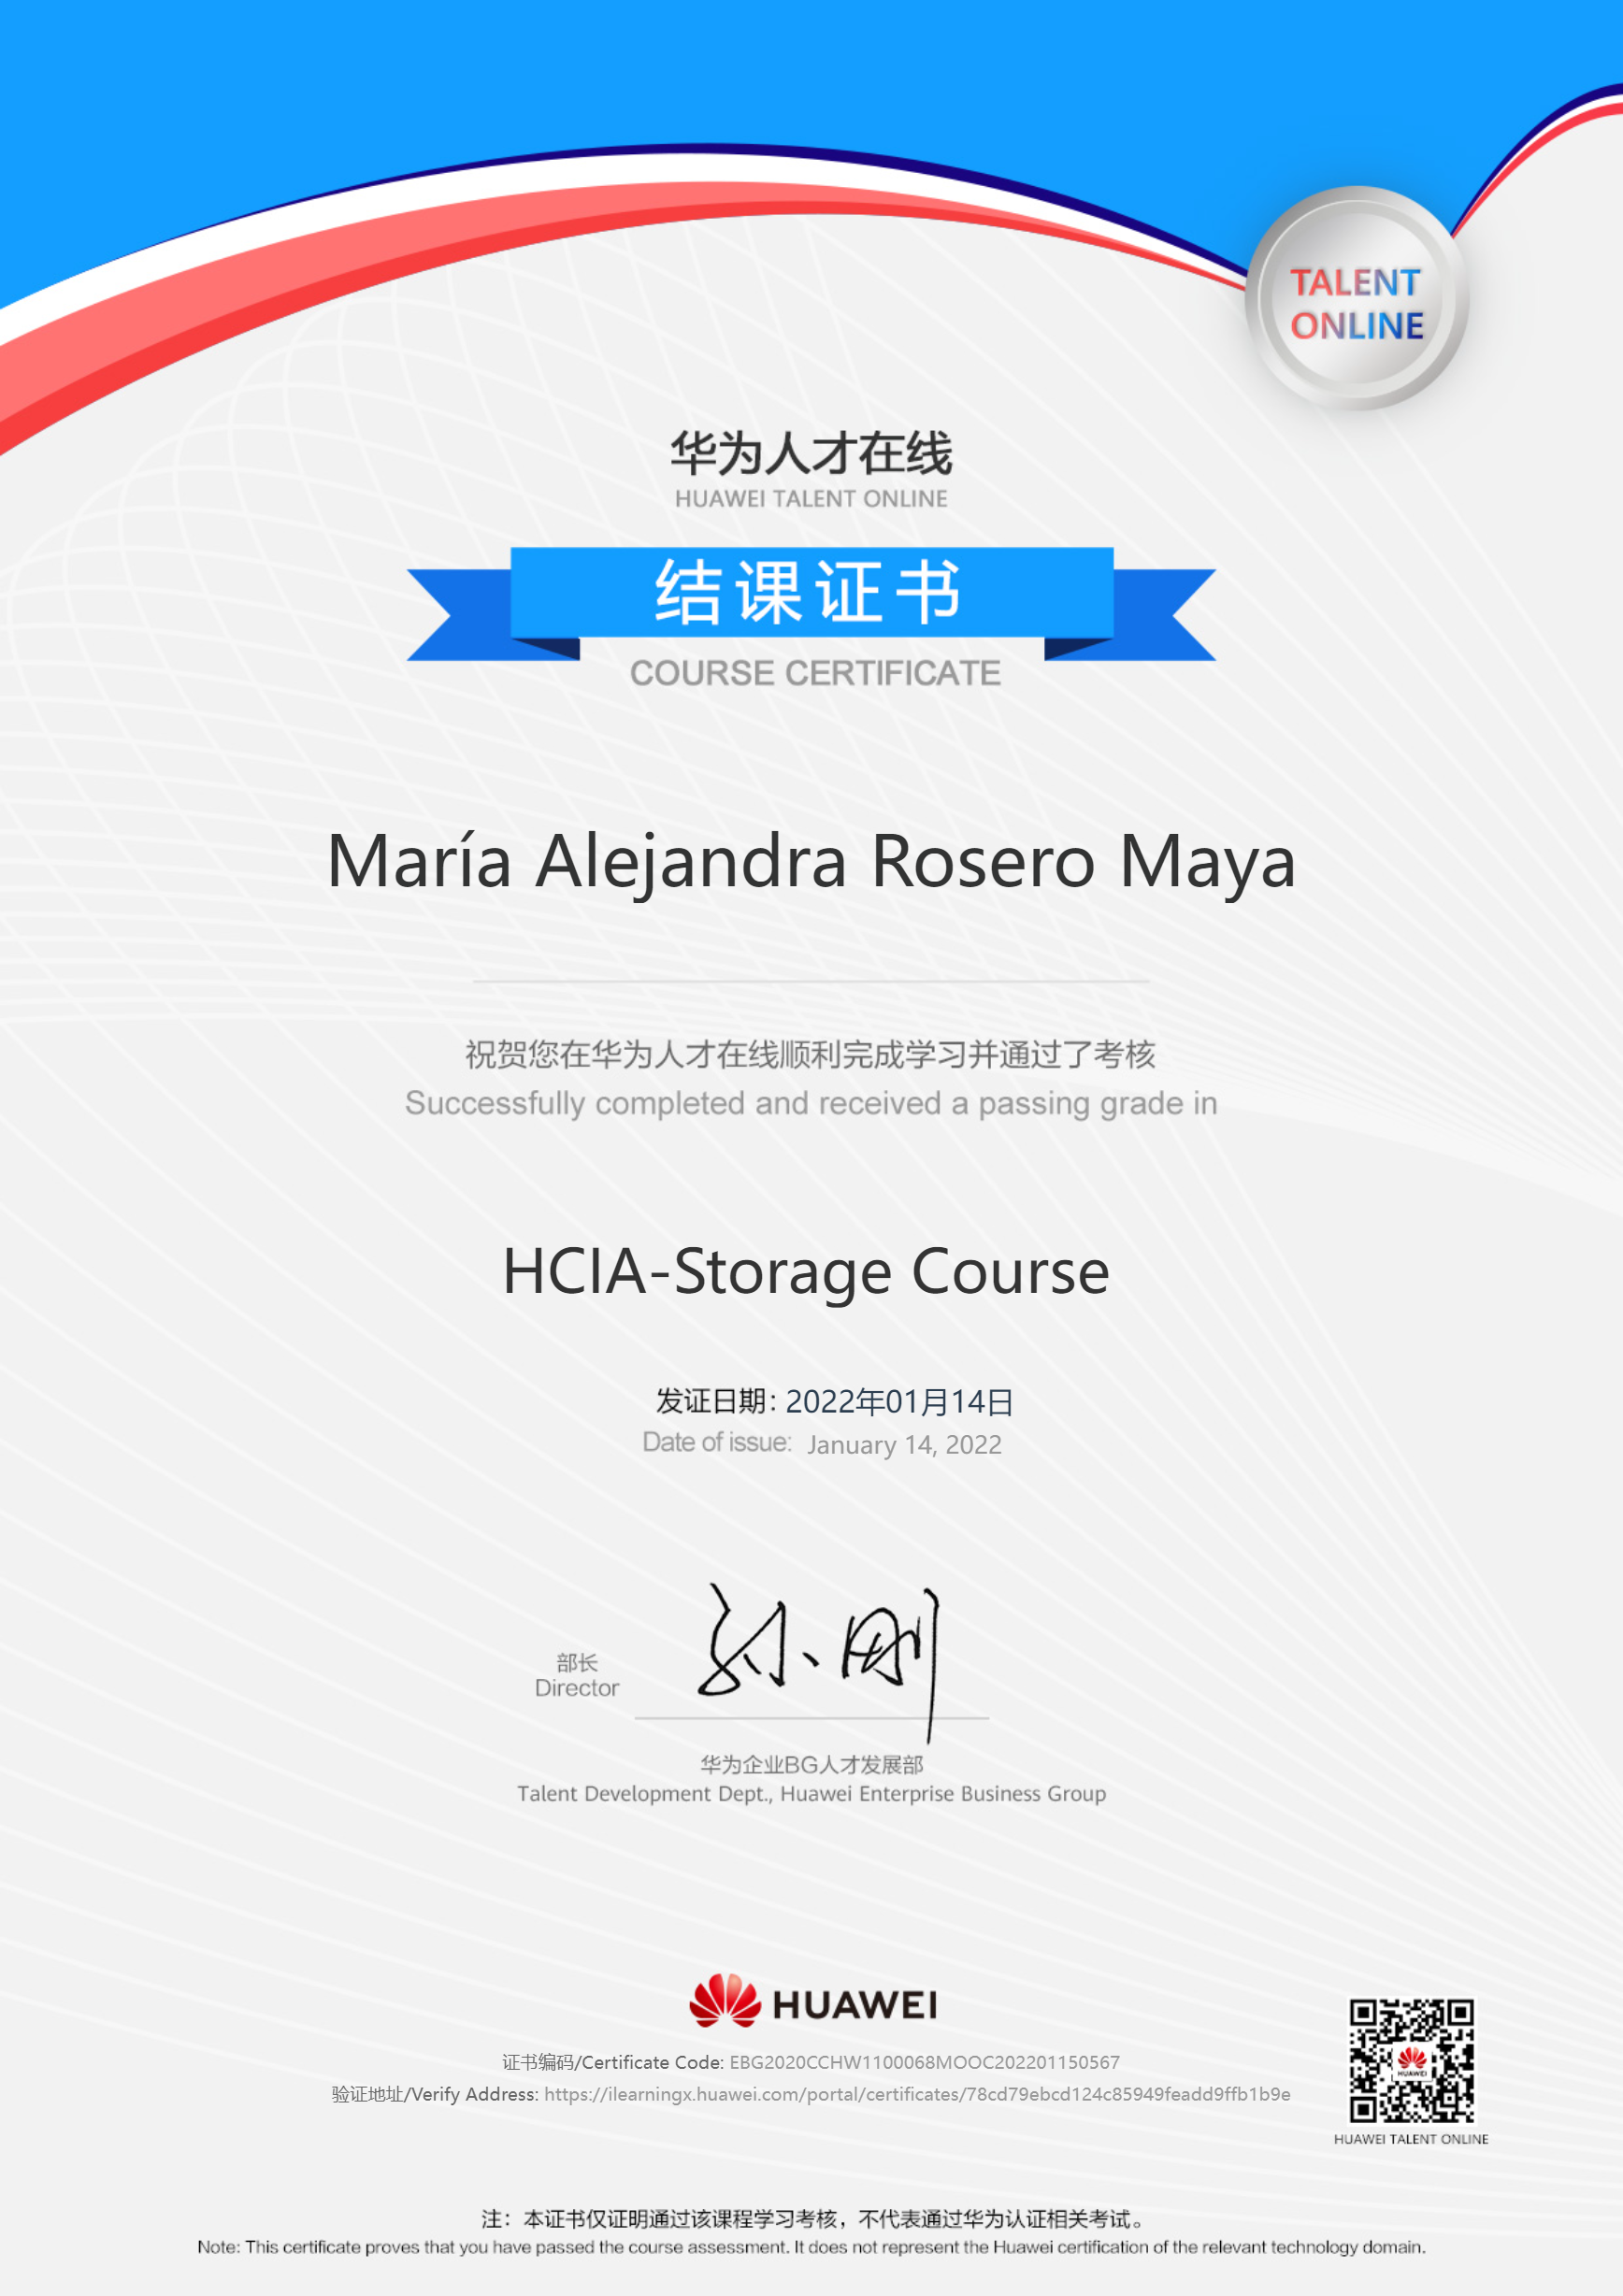 TALENT
ONLINE
华为人才在线
HUAWEI TALENT ONLINE
结课证书
COURSE CERTIFICATE
María Alejandra Rosero Maya
祝贺您在华为人才在线顺利完成学习并通过了考核
Successfully completed and received a passing grade in
HCIA-Storage Course
发证日期：2022年01月14日
Date of issue: January 14, 2022
孙刚
部长
Director
华为企业BG人才发展部
Talent Development Dept., Huawei Enterprise Business Group
HUAWEI
证书编码/Certificate Code: EBG2020CCHW1100068MOOC202201150567
验证地址/Verify Address: https://ilearningx.huawei.com/portal/certificates/78cd79ebcd124c85949feadd9ffb1b9e
HUAWEI
HUAWEI TALENT ONLINE
注：本证书仅证明通过该课程学习考核，不代表通过华为认证相关考试。
Note: This certificate proves that you have passed the course assessment. It does not represent the Huawei certification of the relevant technology domain.